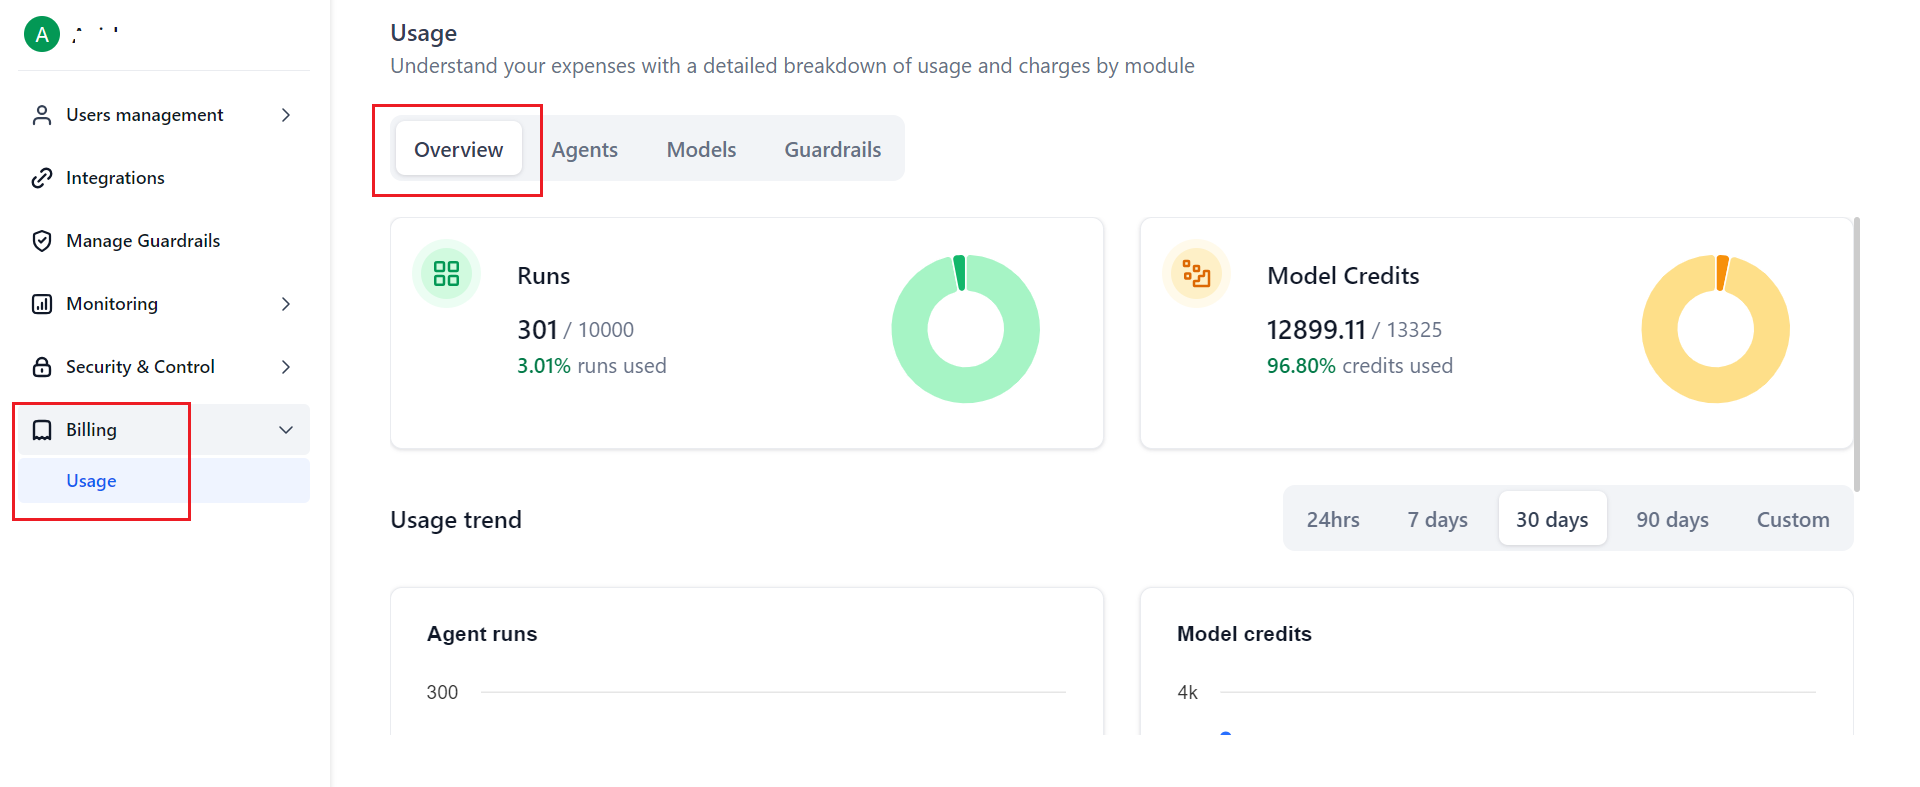 A
Users management
Integrations
Manage Guardrails
Monitoring
Security & Control
Billing
Usage
Usage
Understand your expenses with a detailed breakdown of usage and charges by module
Overview
Agents
Models
Guardrails
Runs
301 / 10000
3.01% runs used
Model Credits
12899.11 / 13325
96.80% credits used
Usage trend
24hrs
7 days
30 days
90 days
Custom
Agent runs
300
Model credits
4k